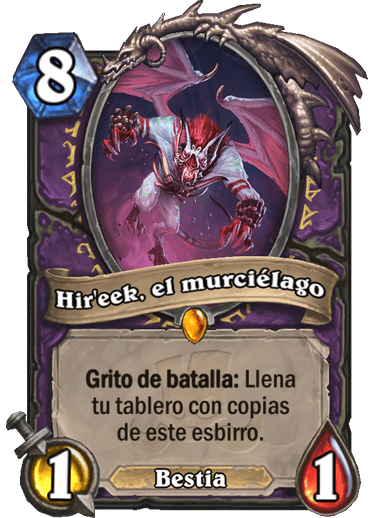 8
Hir'eek, el murciélago
Grito de batalla: Llena
tu tablero con copias
de este esbirro.
1
Bestia
1